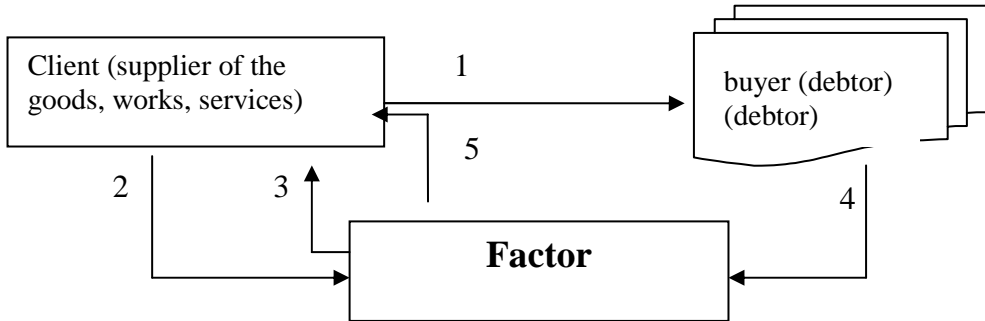 Client (supplier of the
goods, works, services)
1
buyer (debtor)
(debtor)
5
2
3
4
Factor